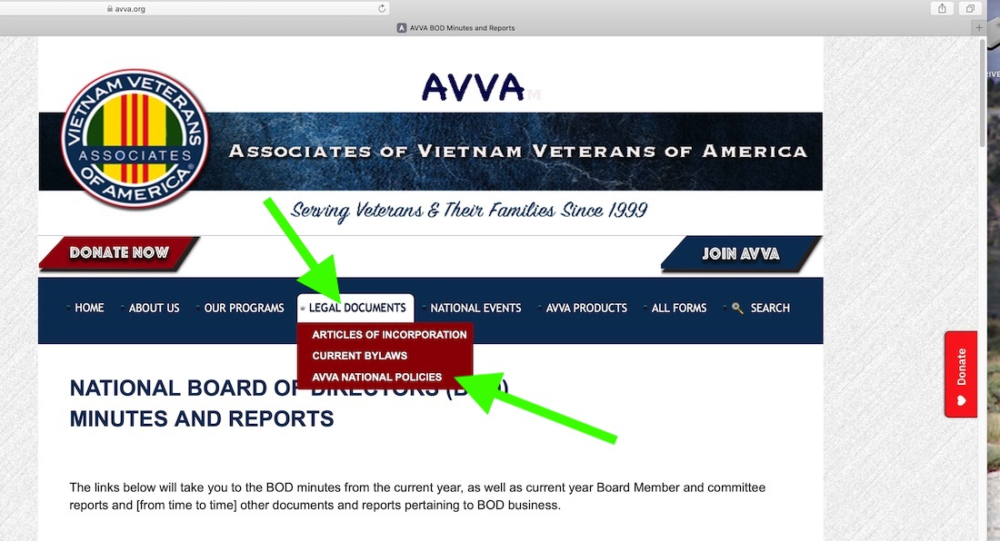 avva.org
AVVA BOD Minutes and Reports
VIETNAM VETERANS
ASSOCIATES
OF AMERICA
AVVA
ASSOCIATES OF VIETNAM VETERANS OF AMERICA
Serving Veterans & Their Families Since 1999
DONATE NOW
JOIN AVVA
HOME ABOUT US OUR PROGRAMS LEGAL DOCUMENTS NATIONAL EVENTS AVVA PRODUCTS ALL FORMS SEARCH
ARTICLES OF INCORPORATION
CURRENT BYLAWS
AVVA NATIONAL POLICIES
NATIONAL BOARD OF DIRECTORS (BOD)
MINUTES AND REPORTS
Donate
The links below will take you to the BOD minutes from the current year, as well as current year Board Member and committee
reports and [from time to time] other documents and reports pertaining to BOD business.